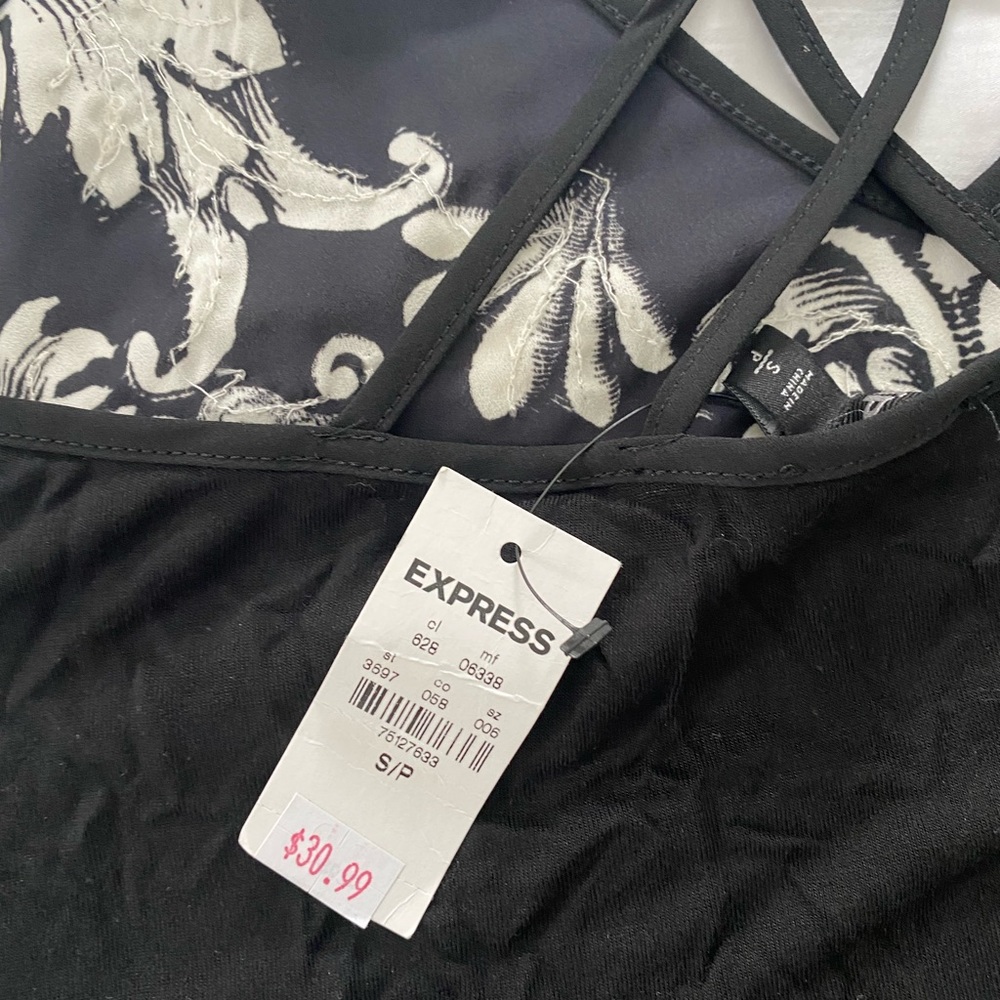 S/P
MADE IN
CHINA
EXPRESS
cl mf
628 06338
st co sz
3597 058 006
75127633
S/P
$30.99